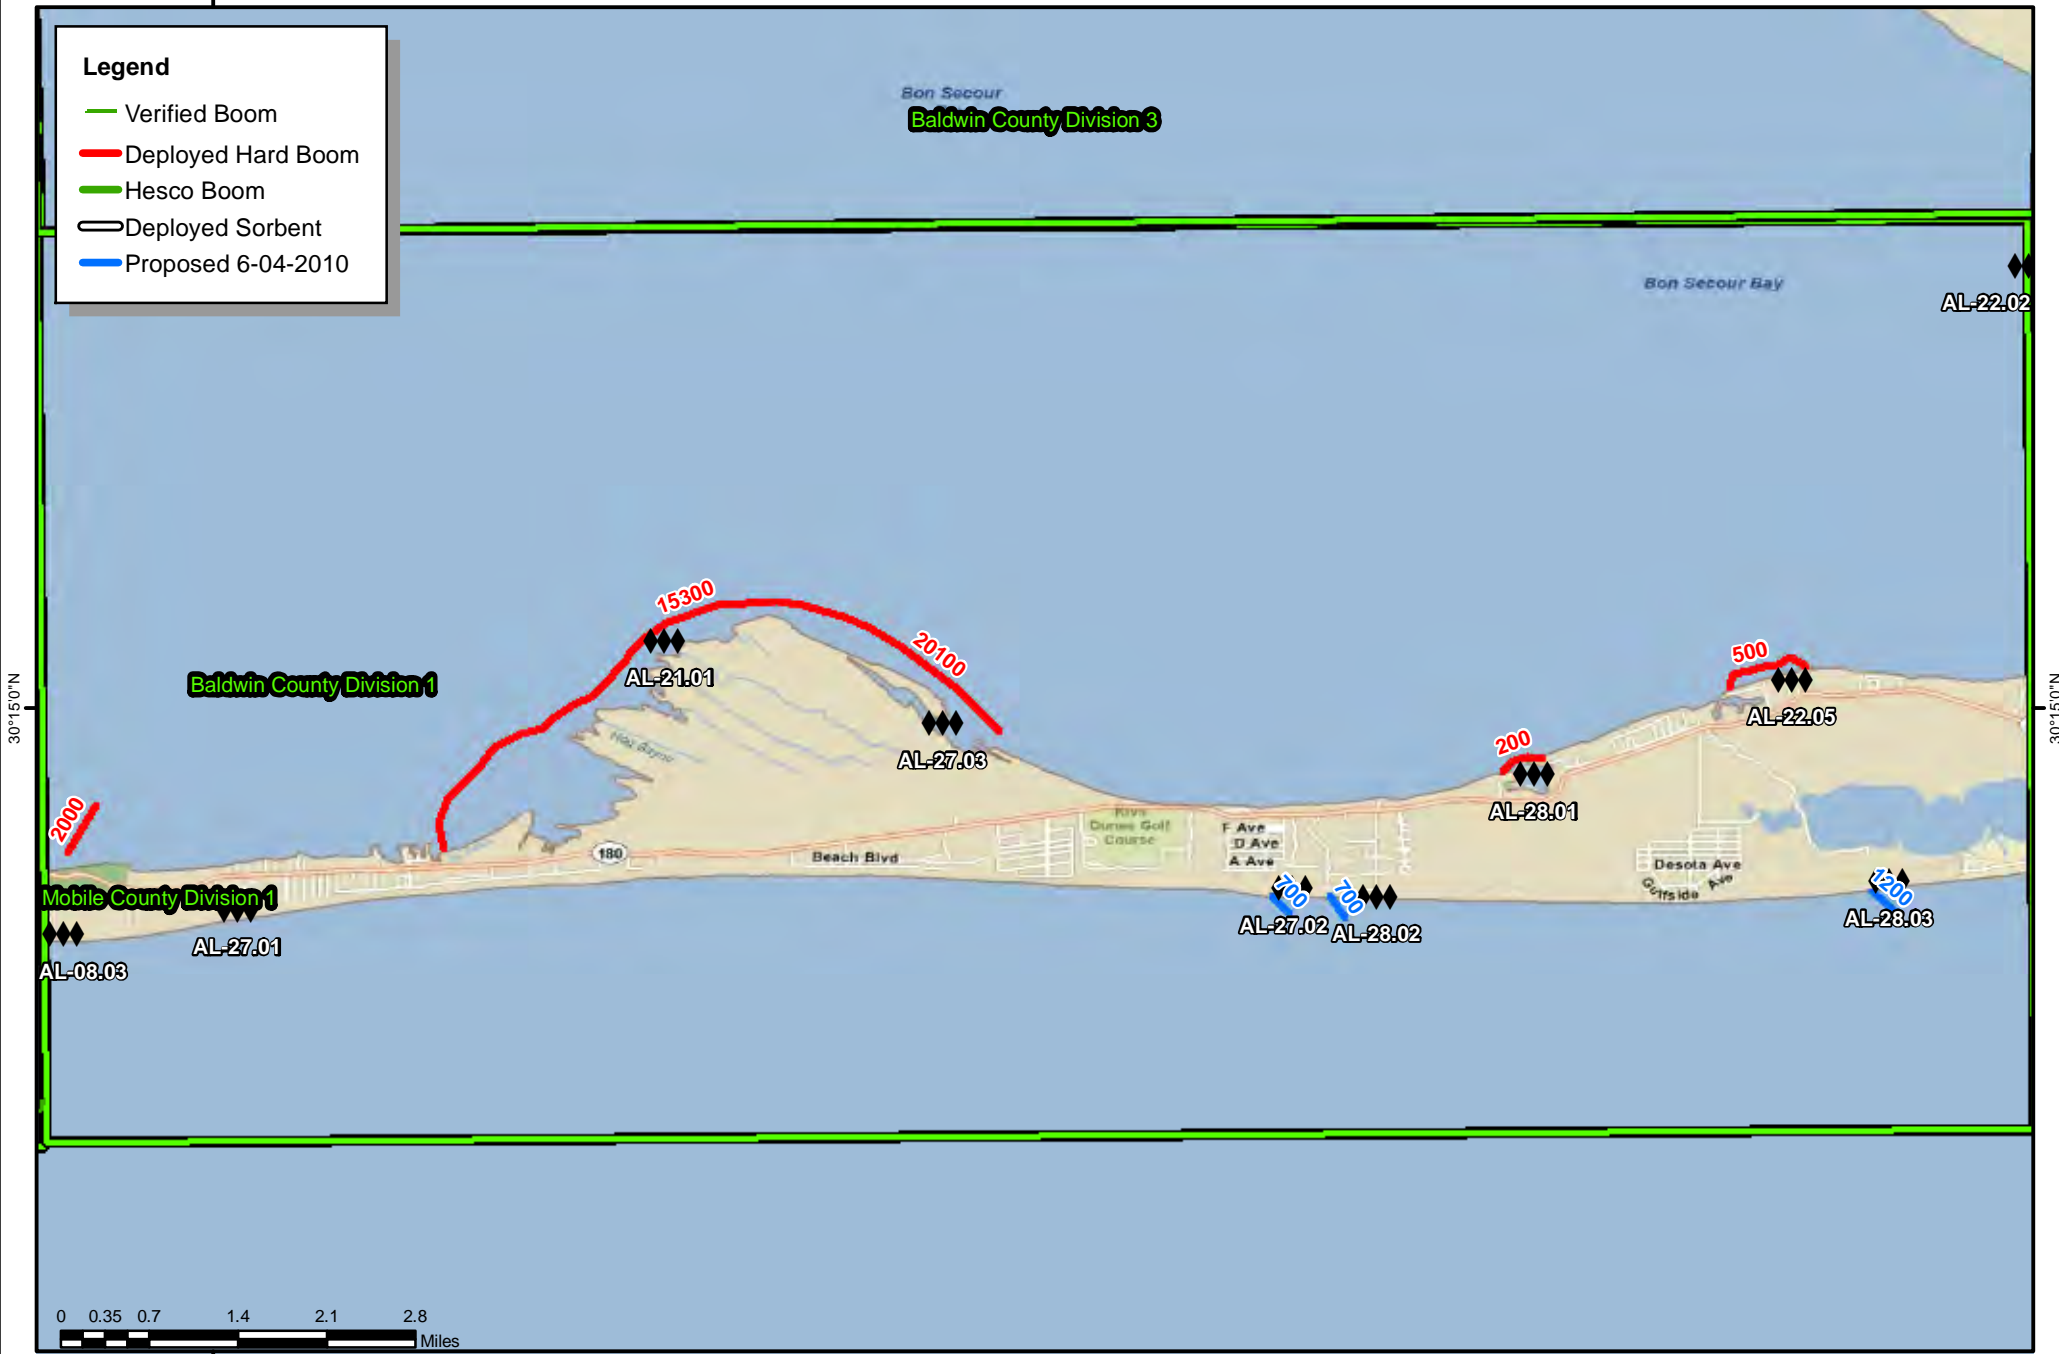 Legend
Verified Boom
Deployed Hard Boom
Hesco Boom
Deployed Sorbent
Proposed 6-04-2010
Bon Secour
Baldwin County Division 3
Bon Secour Bay
AL-22.02
15300
20100
AL-21.01
Baldwin County Division 1
500
30°15'0"N
30°15'0"N
AL-22.05
AL-27.03
200
2000
AL-28.01
Kiva
Dunes Golf
Course
F Ave
D Ave
A Ave
180
Beach Blvd
Desota Ave
Gulfside Ave
Mobile County Division 1
700
700
1200
AL-27.02
AL-28.02
AL-28.03
AL-27.01
AL-08.03
0 0.35 0.7 1.4 2.1 2.8
Miles